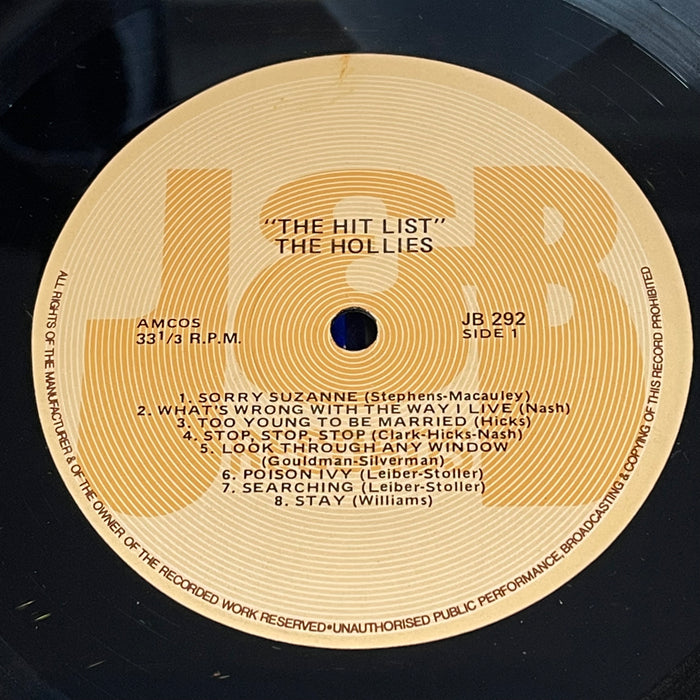 J&B
"THE HIT LIST"
THE HOLLIES
AMCOS
33 1/3 R.P.M.
JB 292
SIDE 1
1. SORRY SUZANNE (Stephens-Macauley)
2. WHAT'S WRONG WITH THE WAY I LIVE (Nash)
3. TOO YOUNG TO BE MARRIED (Hicks)
4. STOP, STOP, STOP (Clark-Hicks-Nash)
5. LOOK THROUGH ANY WINDOW
(Gouldman-Silverman)
6. POISON IVY (Leiber-Stoller)
7. SEARCHING (Leiber-Stoller)
8. STAY (Williams)
ALL RIGHTS OF THE MANUFACTURER & OF THE OWNER OF THE RECORDED WORK RESERVED•UNAUTHORISED PUBLIC PERFORMANCE, BROADCASTING & COPYING OF THIS RECORD PROHIBITED